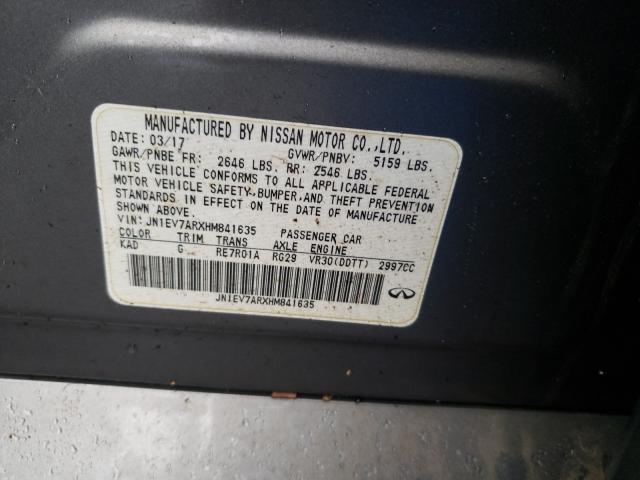 MANUFACTURED BY NISSAN MOTOR CO.,LTD.
DATE: 03/17 GVWR/PNBV: 5159 LBS.
GAWR/PNBE FR: 2646 LBS. RR: 2546 LBS.
THIS VEHICLE CONFORMS TO ALL APPLICABLE FEDERAL
MOTOR VEHICLE SAFETY,BUMPER,AND THEFT PREVENTION
STANDARDS IN EFFECT ON THE DATE OF MANUFACTURE
SHOWN ABOVE.
VIN: JN1EV7ARXHM841635 PASSENGER CAR
COLOR TRIM TRANS AXLE ENGINE
KAD G RE7R01A RG29 VR30(DDTT) 2997CC
JN1EV7ARXHM841635